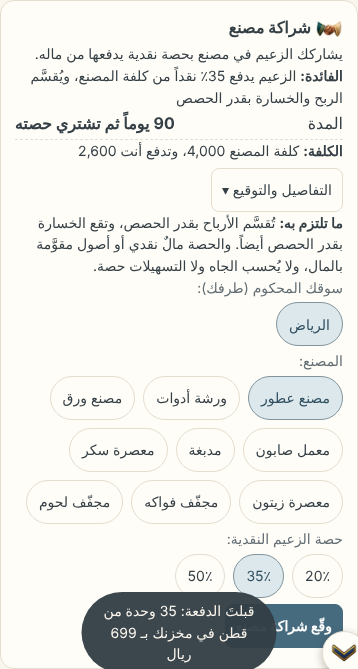 شراكة مصنع
يشاركك الزعيم في مصنع بحصة نقدية يدفعها من ماله.
الفائدة: الزعيم يدفع 35٪ نقداً من كلفة المصنع، ويُقسَّم
الربح والخسارة بقدر الحصص
المدة 90 يوماً ثم تشتري حصته
الكلفة: كلفة المصنع 4,000، وتدفع أنت 2,600
التفاصيل والتوقيع ▾
ما تلتزم به: تُقسَّم الأرباح بقدر الحصص، وتقع الخسارة
بقدر الحصص أيضاً. والحصة مالٌ نقدي أو أصول مقوَّمة
بالمال، ولا يُحسب الجاه ولا التسهيلات حصة.
سوقك المحكوم (طرفك):
الرياض
المصنع:
مصنع عطور ورشة أدوات مصنع ورق
معمل صابون مدبغة معصرة سكر
معصرة زيتون مجفّف فواكه مجفّف لحوم
حصة الزعيم النقدية:
20٪ 35٪ 50٪
وقّع
قبلتَ الدفعة: 35 وحدة من
قطن في مخزنك بـ 699
ريال